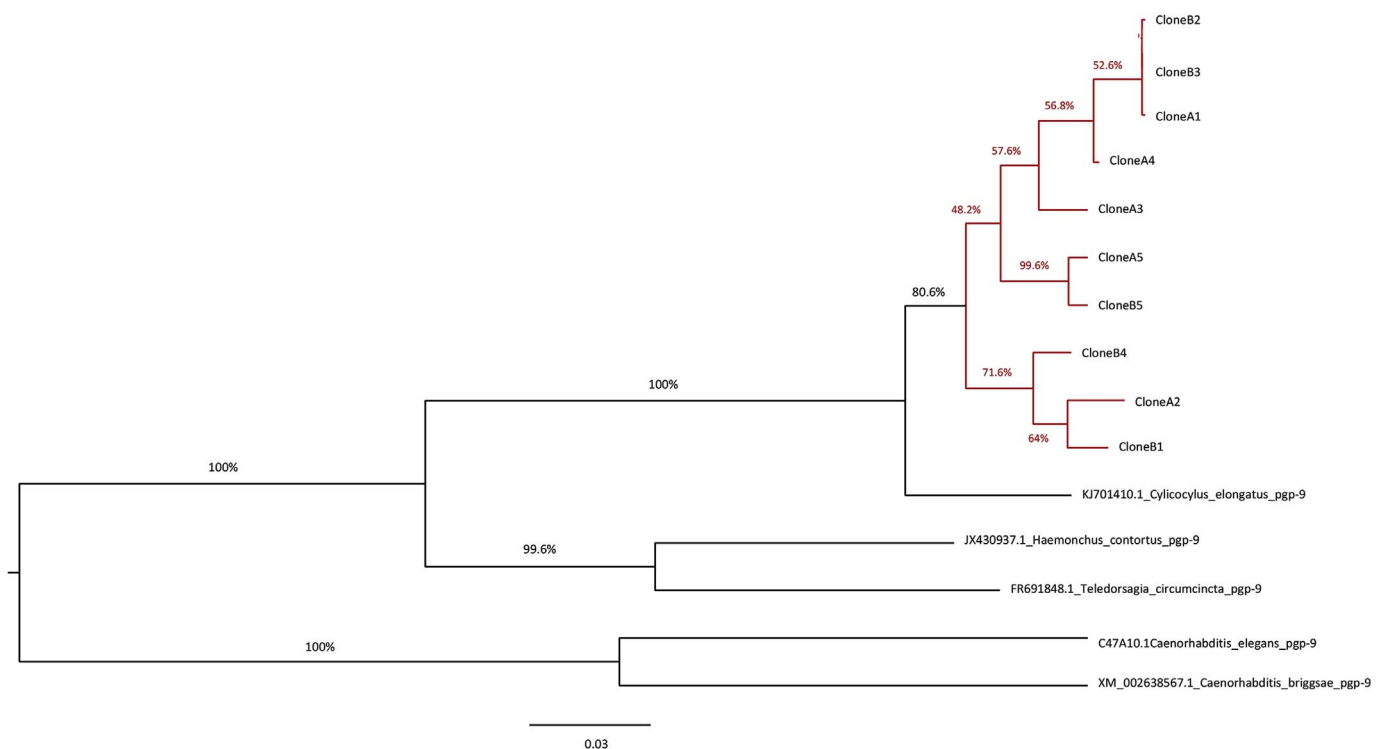 CloneB2
52.6%
CloneB3
56.8%
CloneA1
57.6%
CloneA4
48.2%
CloneA3
99.6%
CloneA5
80.6%
CloneB5
71.6%
CloneB4
100%
CloneA2
64%
CloneB1
100%
KJ701410.1_Cylicocylus_elongatus_pgp-9
99.6%
JX430937.1_Haemonchus_contortus_pgp-9
FR691848.1_Teledorsagia_circumcincta_pgp-9
100%
C47A10.1Caenorhabditis_elegans_pgp-9
XM_002638567.1_Caenorhabditis_briggsae_pgp-9
0.03